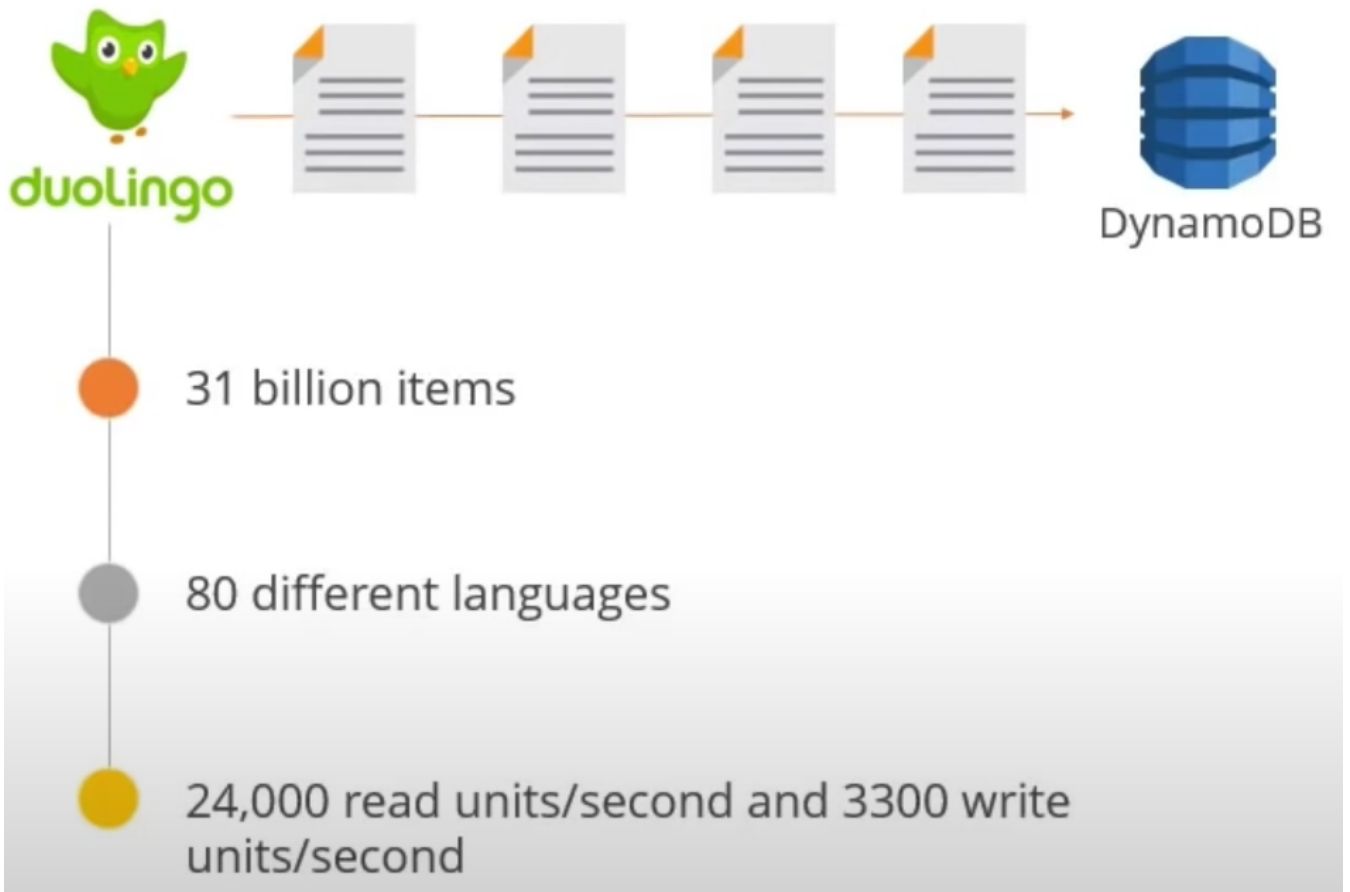 duolingo
DynamoDB
31 billion items
80 different languages
24,000 read units/second and 3300 write
units/second